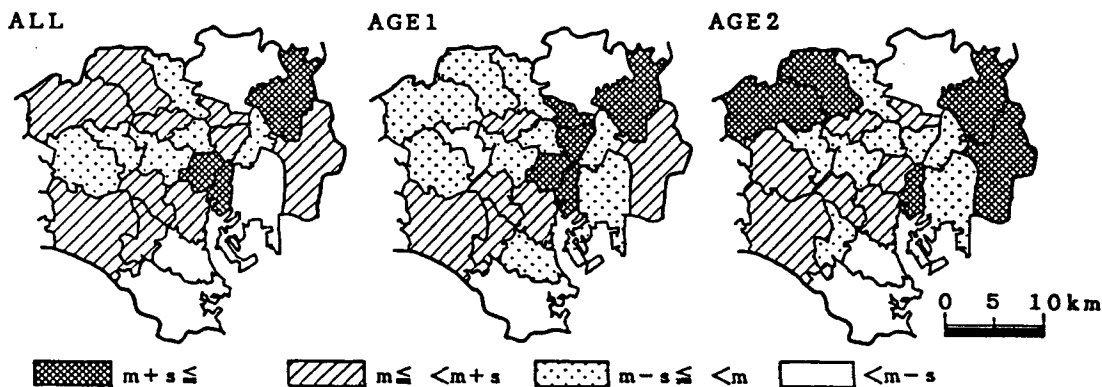 ALL AGE1 AGE2
0 5 10km
m+s≦ m≦ <m+s m-s≦ <m <m-s